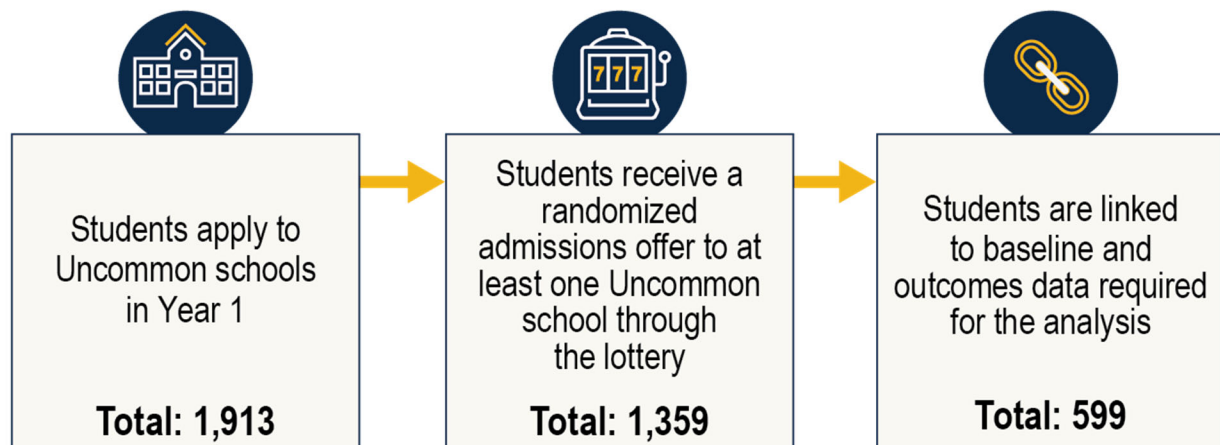 777
Students apply to
Uncommon schools
in Year 1
Total: 1,913
Students receive a
randomized
admissions offer to at
least one Uncommon
school through
the lottery
Total: 1,359
Students are linked
to baseline and
outcomes data required
for the analysis
Total: 599